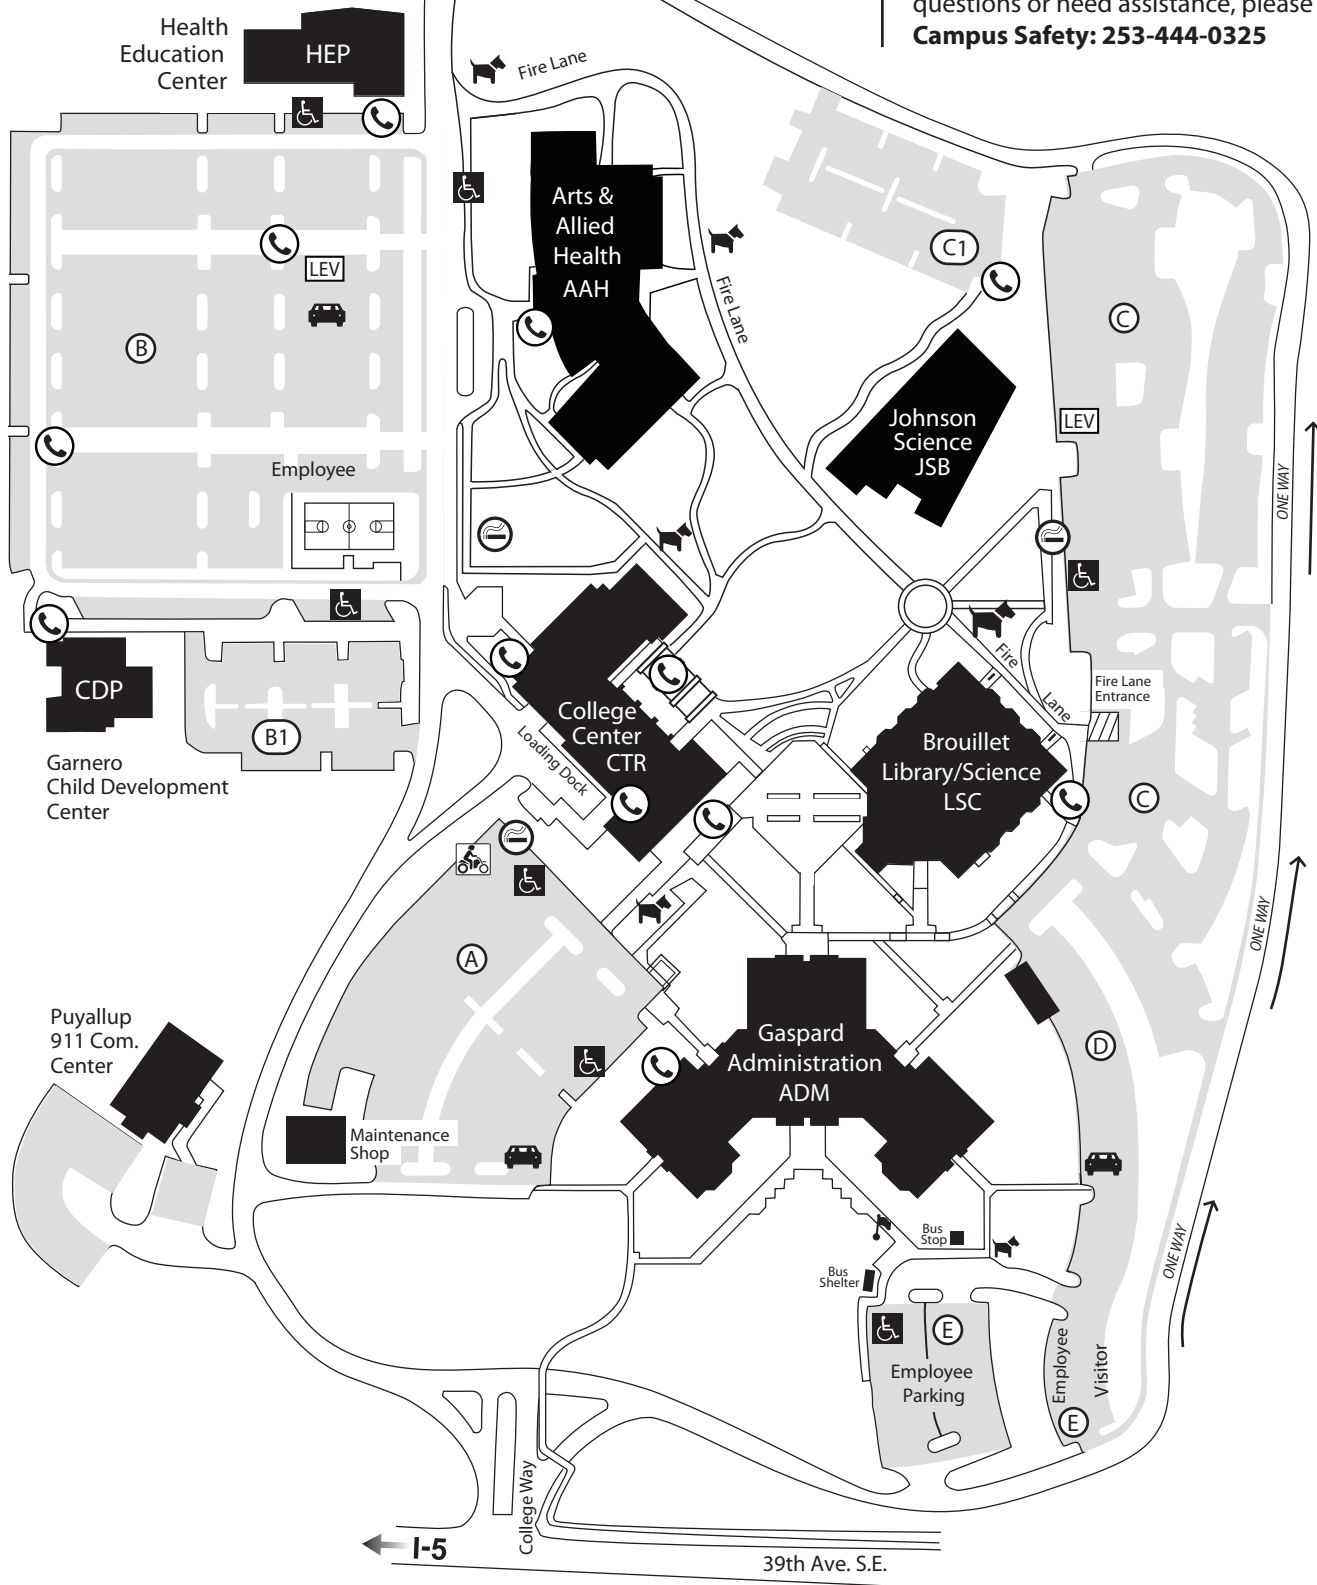 questions or need assistance, please
Campus Safety: 253-444-0325
Health
Education
Center
HEP
Fire Lane
Arts &
Allied
Health
AAH
C1
LEV
Fire Lane
C
B
Johnson
Science
JSB
LEV
Employee
ONE WAY
Fire
Lane
Fire Lane
Entrance
CDP
B1
College
Center
CTR
Loading Dock
Brouillet
Library/Science
LSC
Garnero
Child Development
Center
C
ONE WAY
A
Puyallup
911 Com.
Center
Gaspard
Administration
ADM
D
Maintenance
Shop
Bus
Stop
Bus
Shelter
ONE WAY
E
Employee
Parking
Employee
Visitor
E
College Way
I-5
39th Ave. S.E.